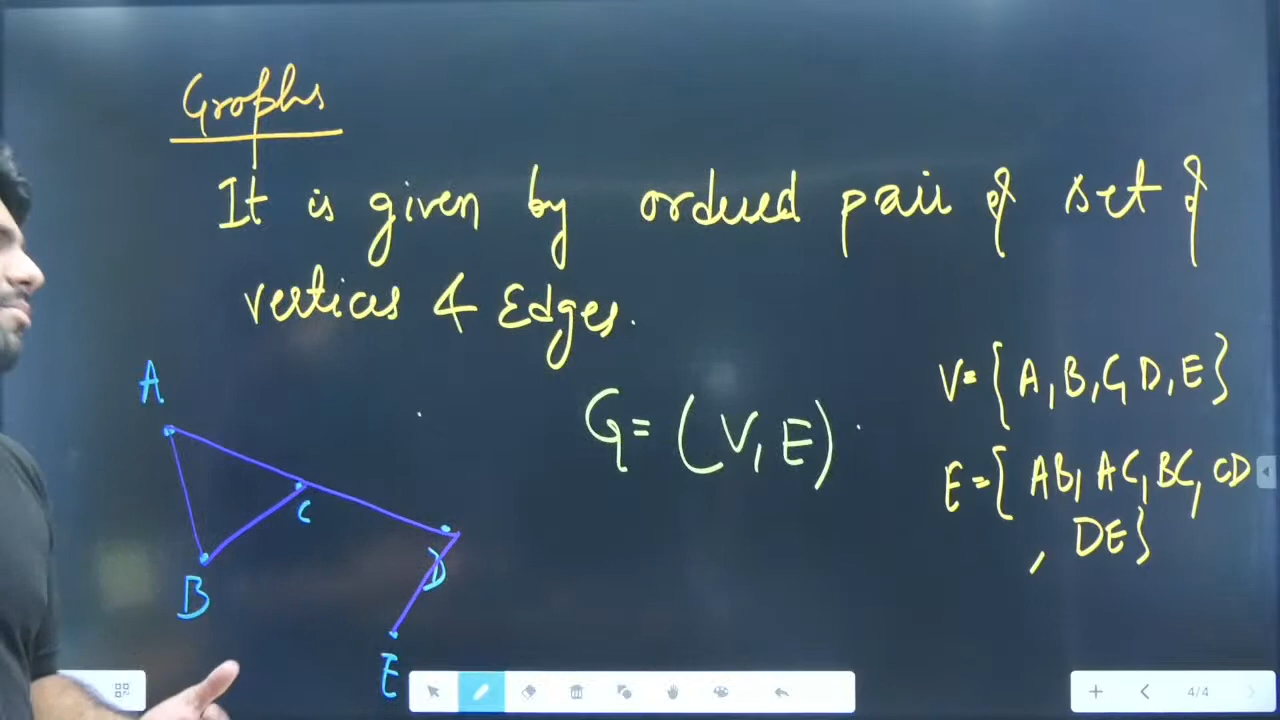 Graphs
It is given by ordered pair of set of
vertices & Edges.
A
B
C
D
E
G = (V, E).
V = { A, B, C, D, E }
E = { AB, AC, BC, CD
, DE }
4/4